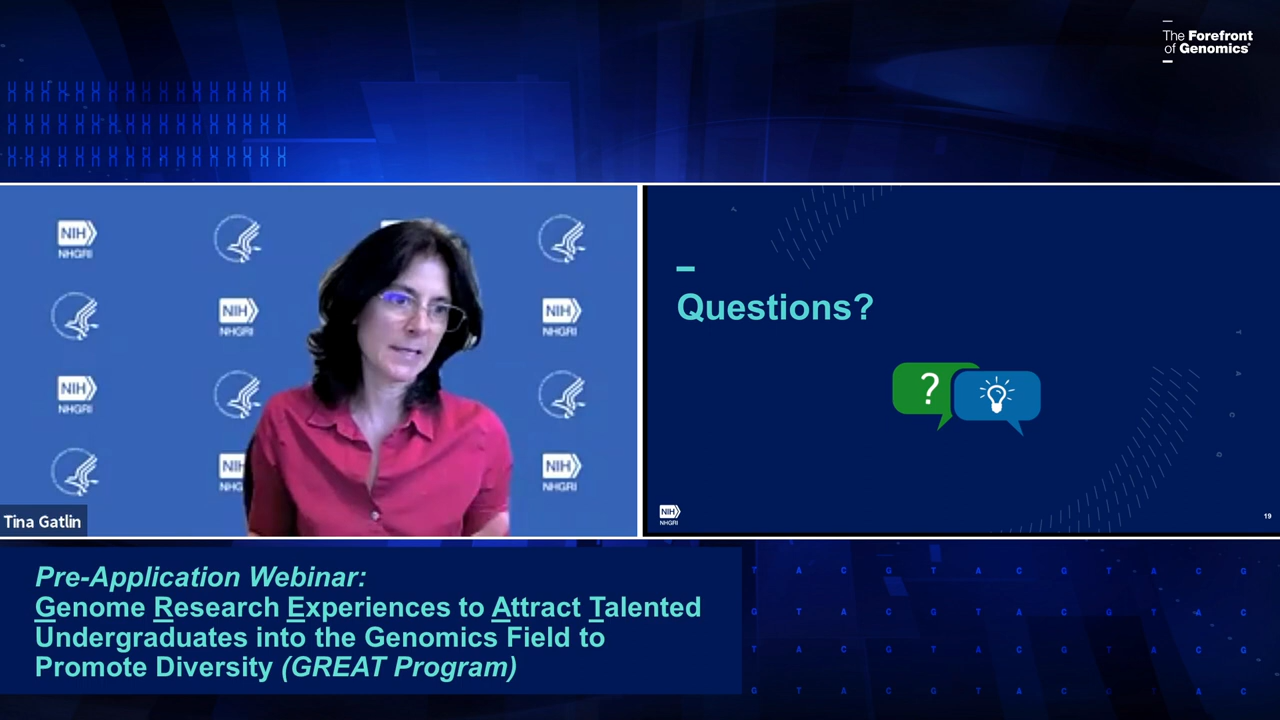 The Forefront
of Genomics®
NIH
NHGRI
NIH
NHGRI
NIH
NHGRI
NIH
NHGRI
NIH
NHG
NIH
NHGRI
Tina Gatlin
Questions?
?
NIH
NHGRI
19
Pre-Application Webinar:
Genome Research Experiences to Attract Talented
Undergraduates into the Genomics Field to
Promote Diversity (GREAT Program)
T A C G T A C G T A C G
G T A C G T A C G T A C
T A C G T A C G T A C G
G T A C G T A C G T A C